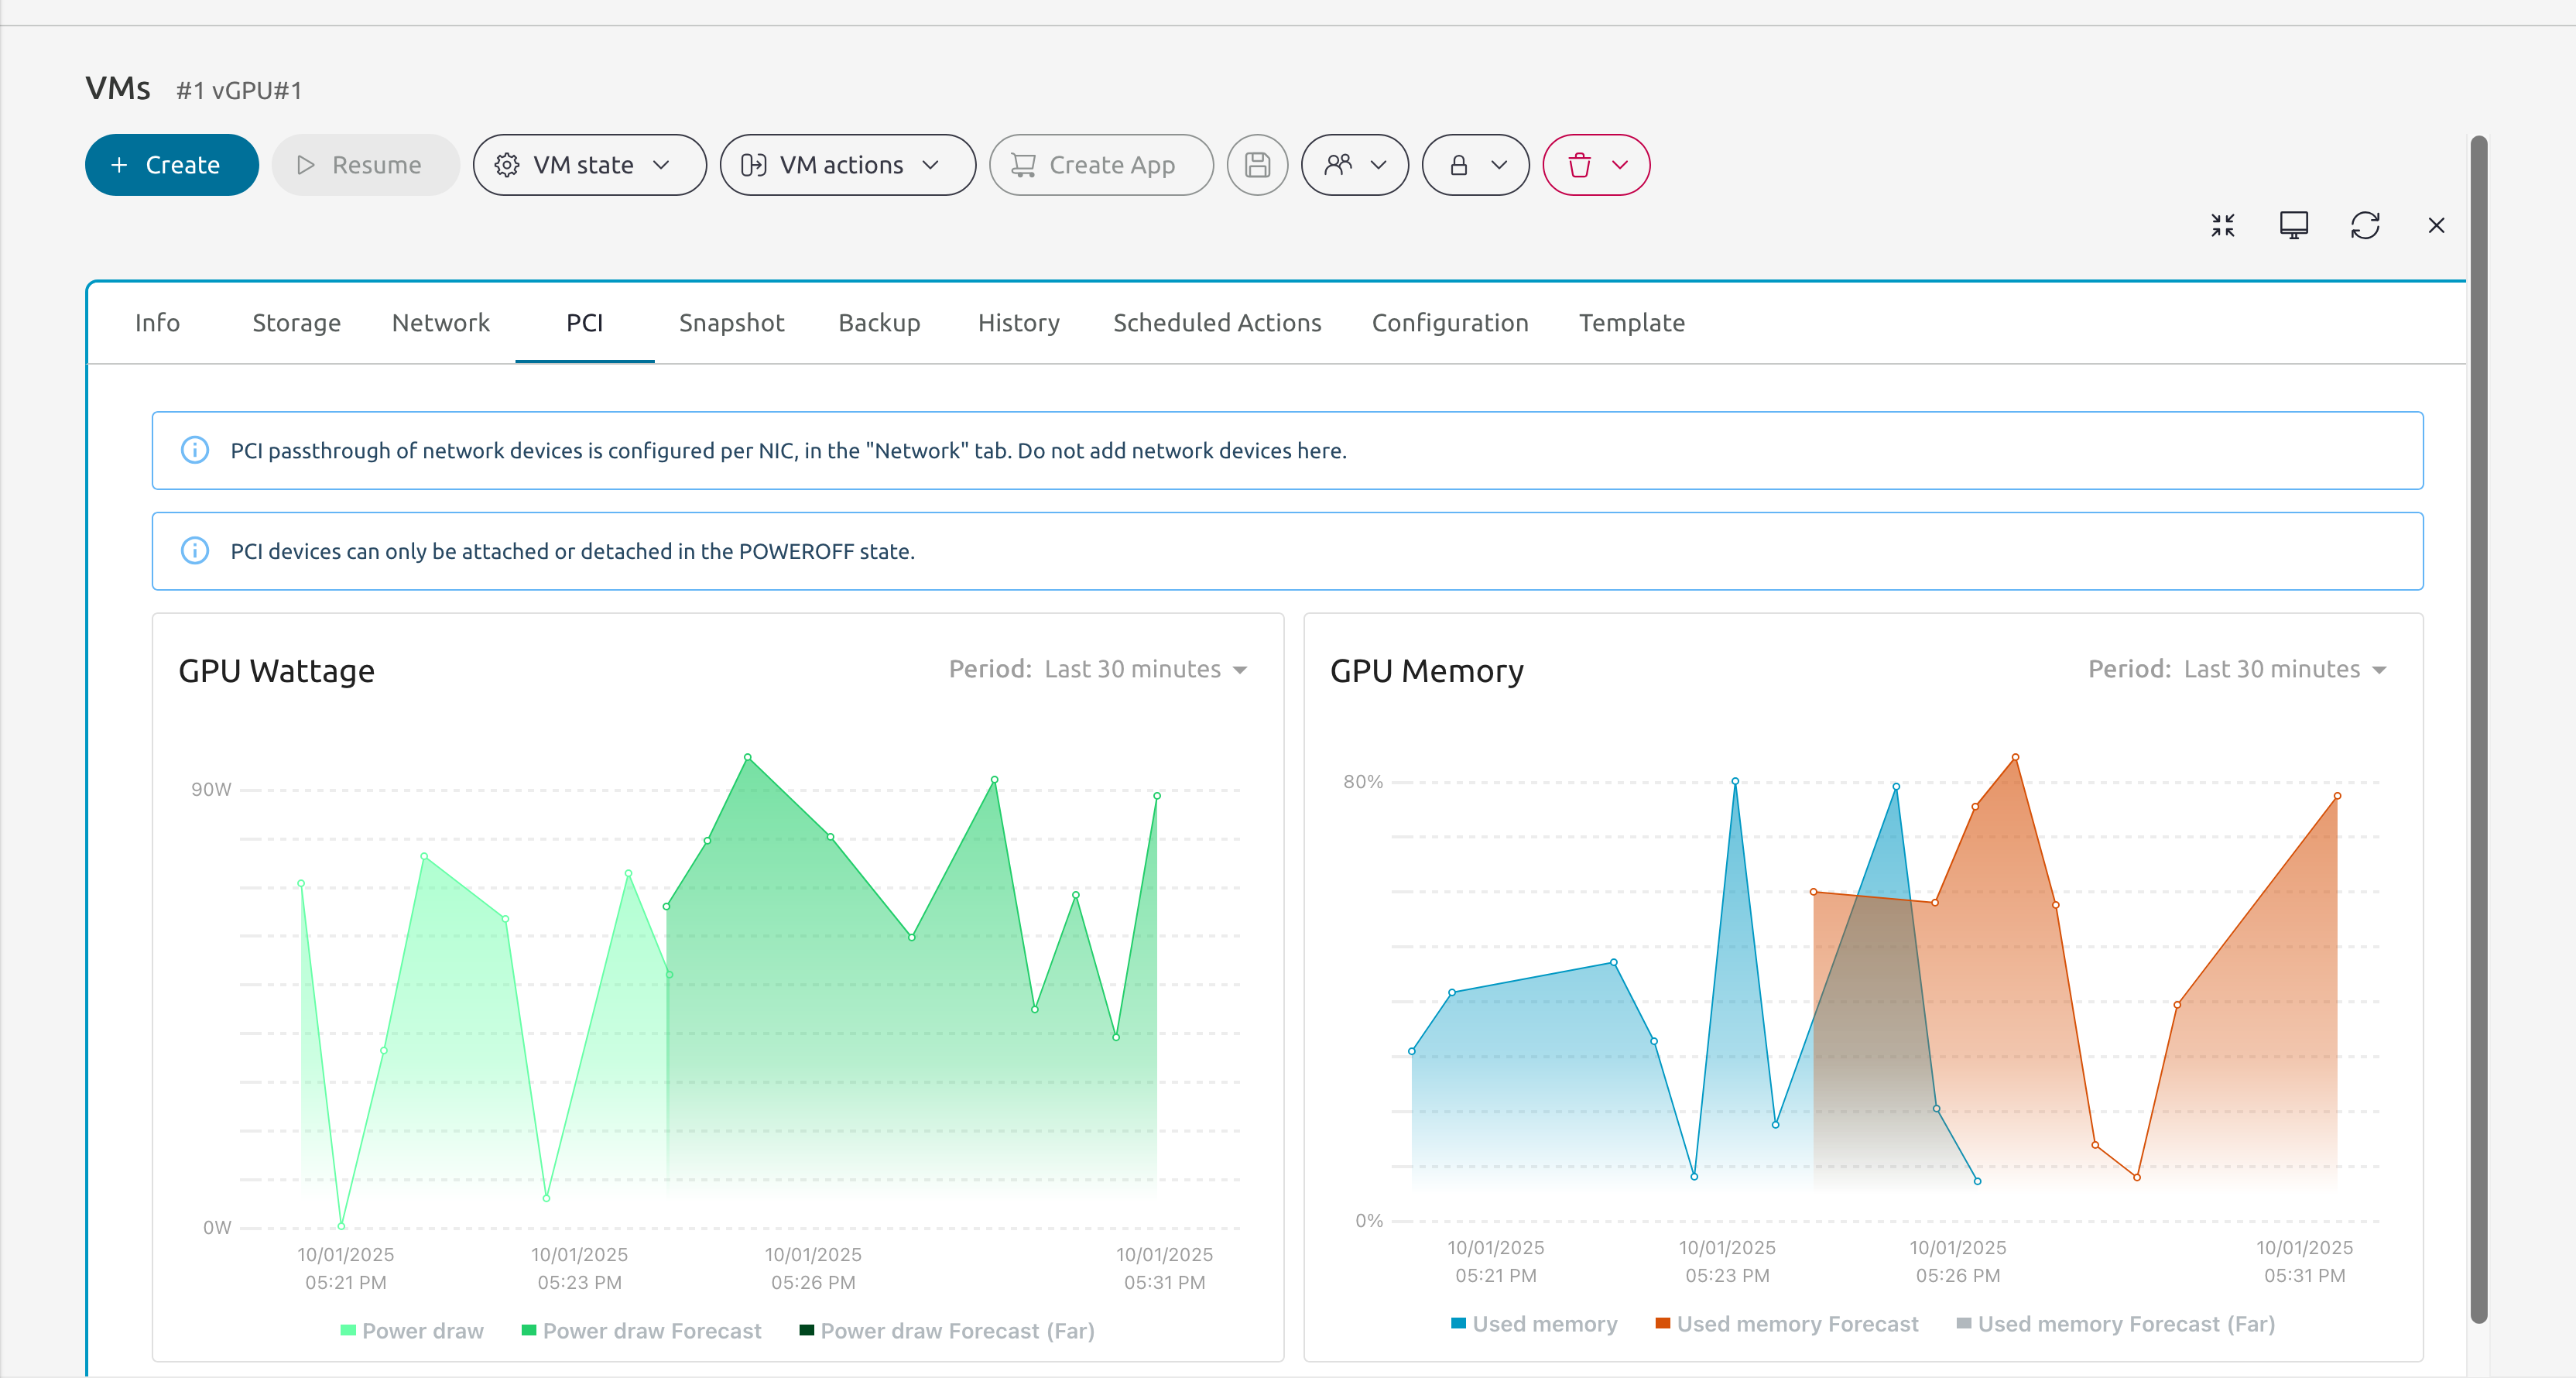 VMs #1 vGPU#1
+ Create Resume VM state VM actions Create App
Info Storage Network PCI Snapshot Backup History Scheduled Actions Configuration Template
PCI passthrough of network devices is configured per NIC, in the "Network" tab. Do not add network devices here.
PCI devices can only be attached or detached in the POWEROFF state.
GPU Wattage Period: Last 30 minutes
90W
0W
10/01/2025 10/01/2025 10/01/2025 10/01/2025
05:21 PM 05:23 PM 05:26 PM 05:31 PM
Power draw Power draw Forecast Power draw Forecast (Far)
GPU Memory Period: Last 30 minutes
80%
0%
10/01/2025 10/01/2025 10/01/2025 10/01/2025
05:21 PM 05:23 PM 05:26 PM 05:31 PM
Used memory Used memory Forecast Used memory Forecast (Far)